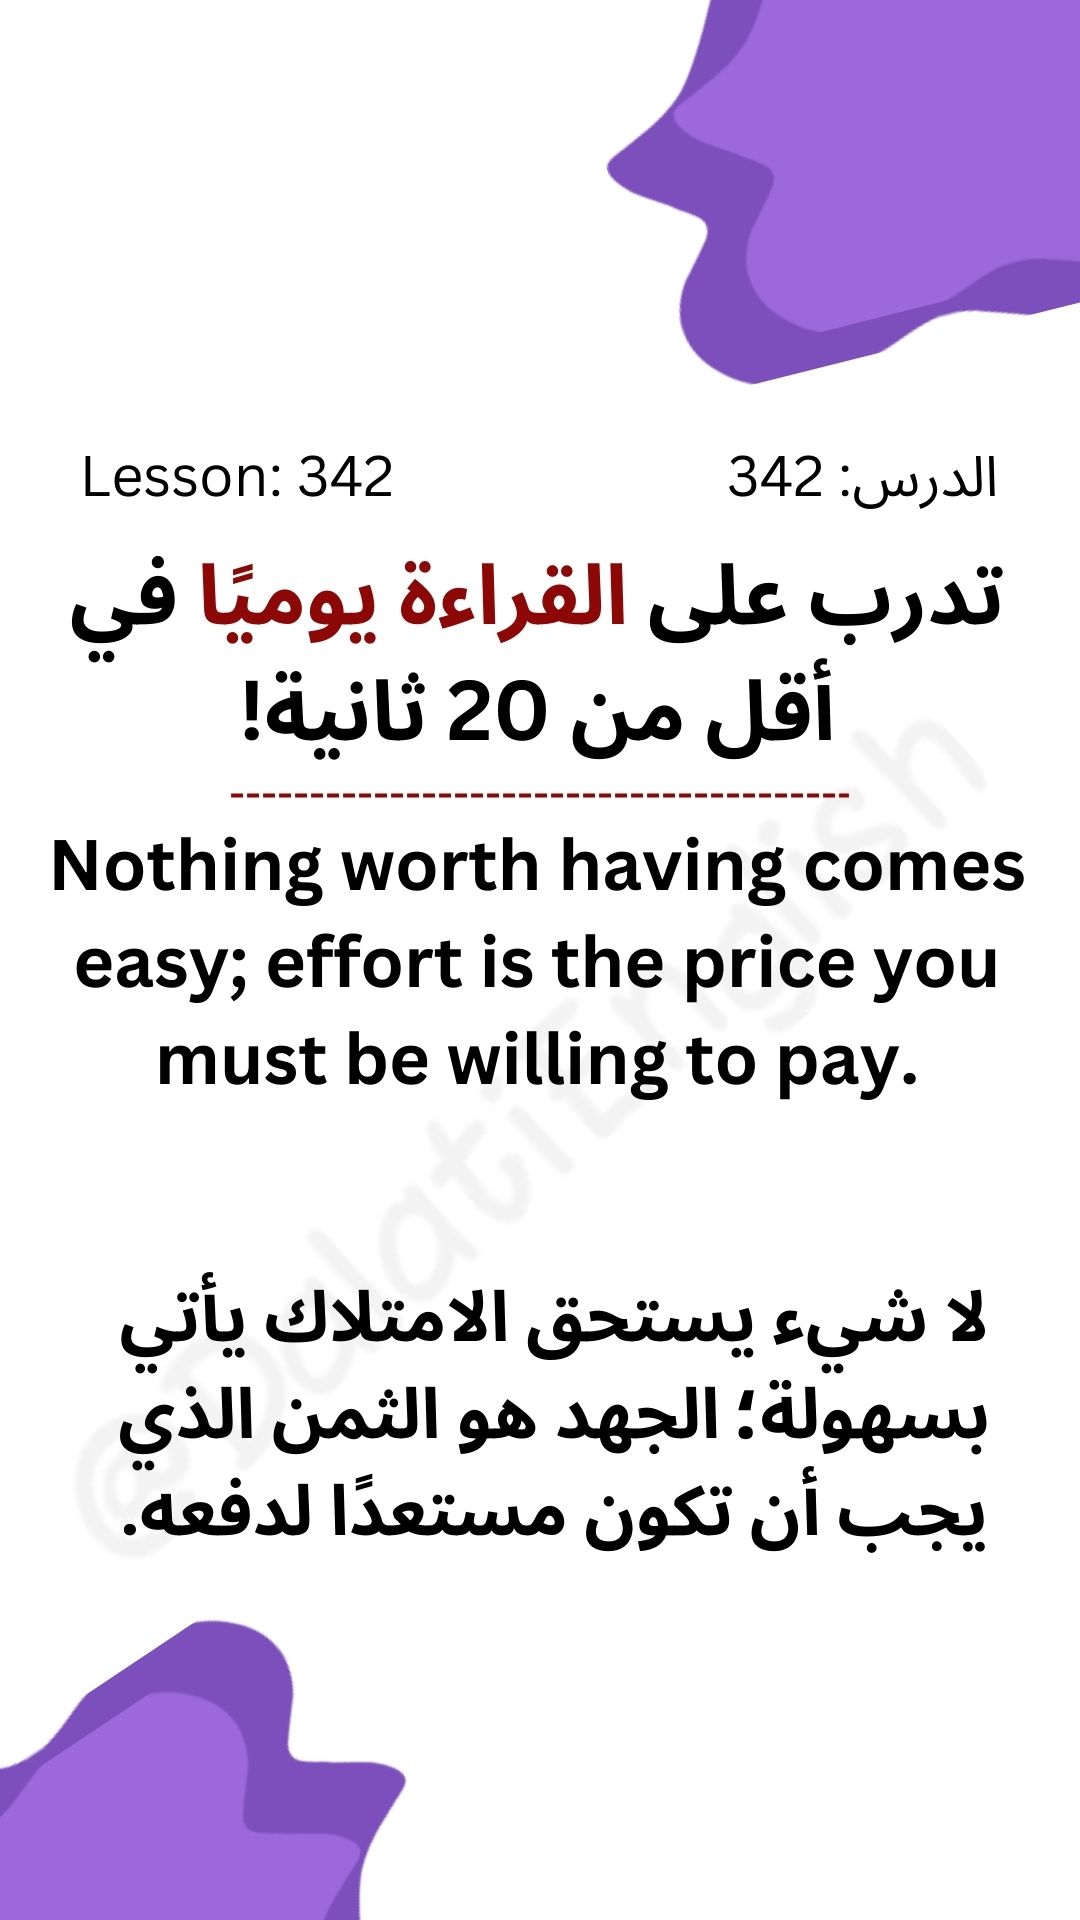 Lesson: 342
الدرس: 342
تدرب على القراءة يوميًا في
أقل من 20 ثانية!
---------------------------------------
Nothing worth having comes
easy; effort is the price you
must be willing to pay.
لا شيء يستحق الامتلاك يأتي
بسهولة؛ الجهد هو الثمن الذي
يجب أن تكون مستعدًا لدفعه.
@DalatiEnglish